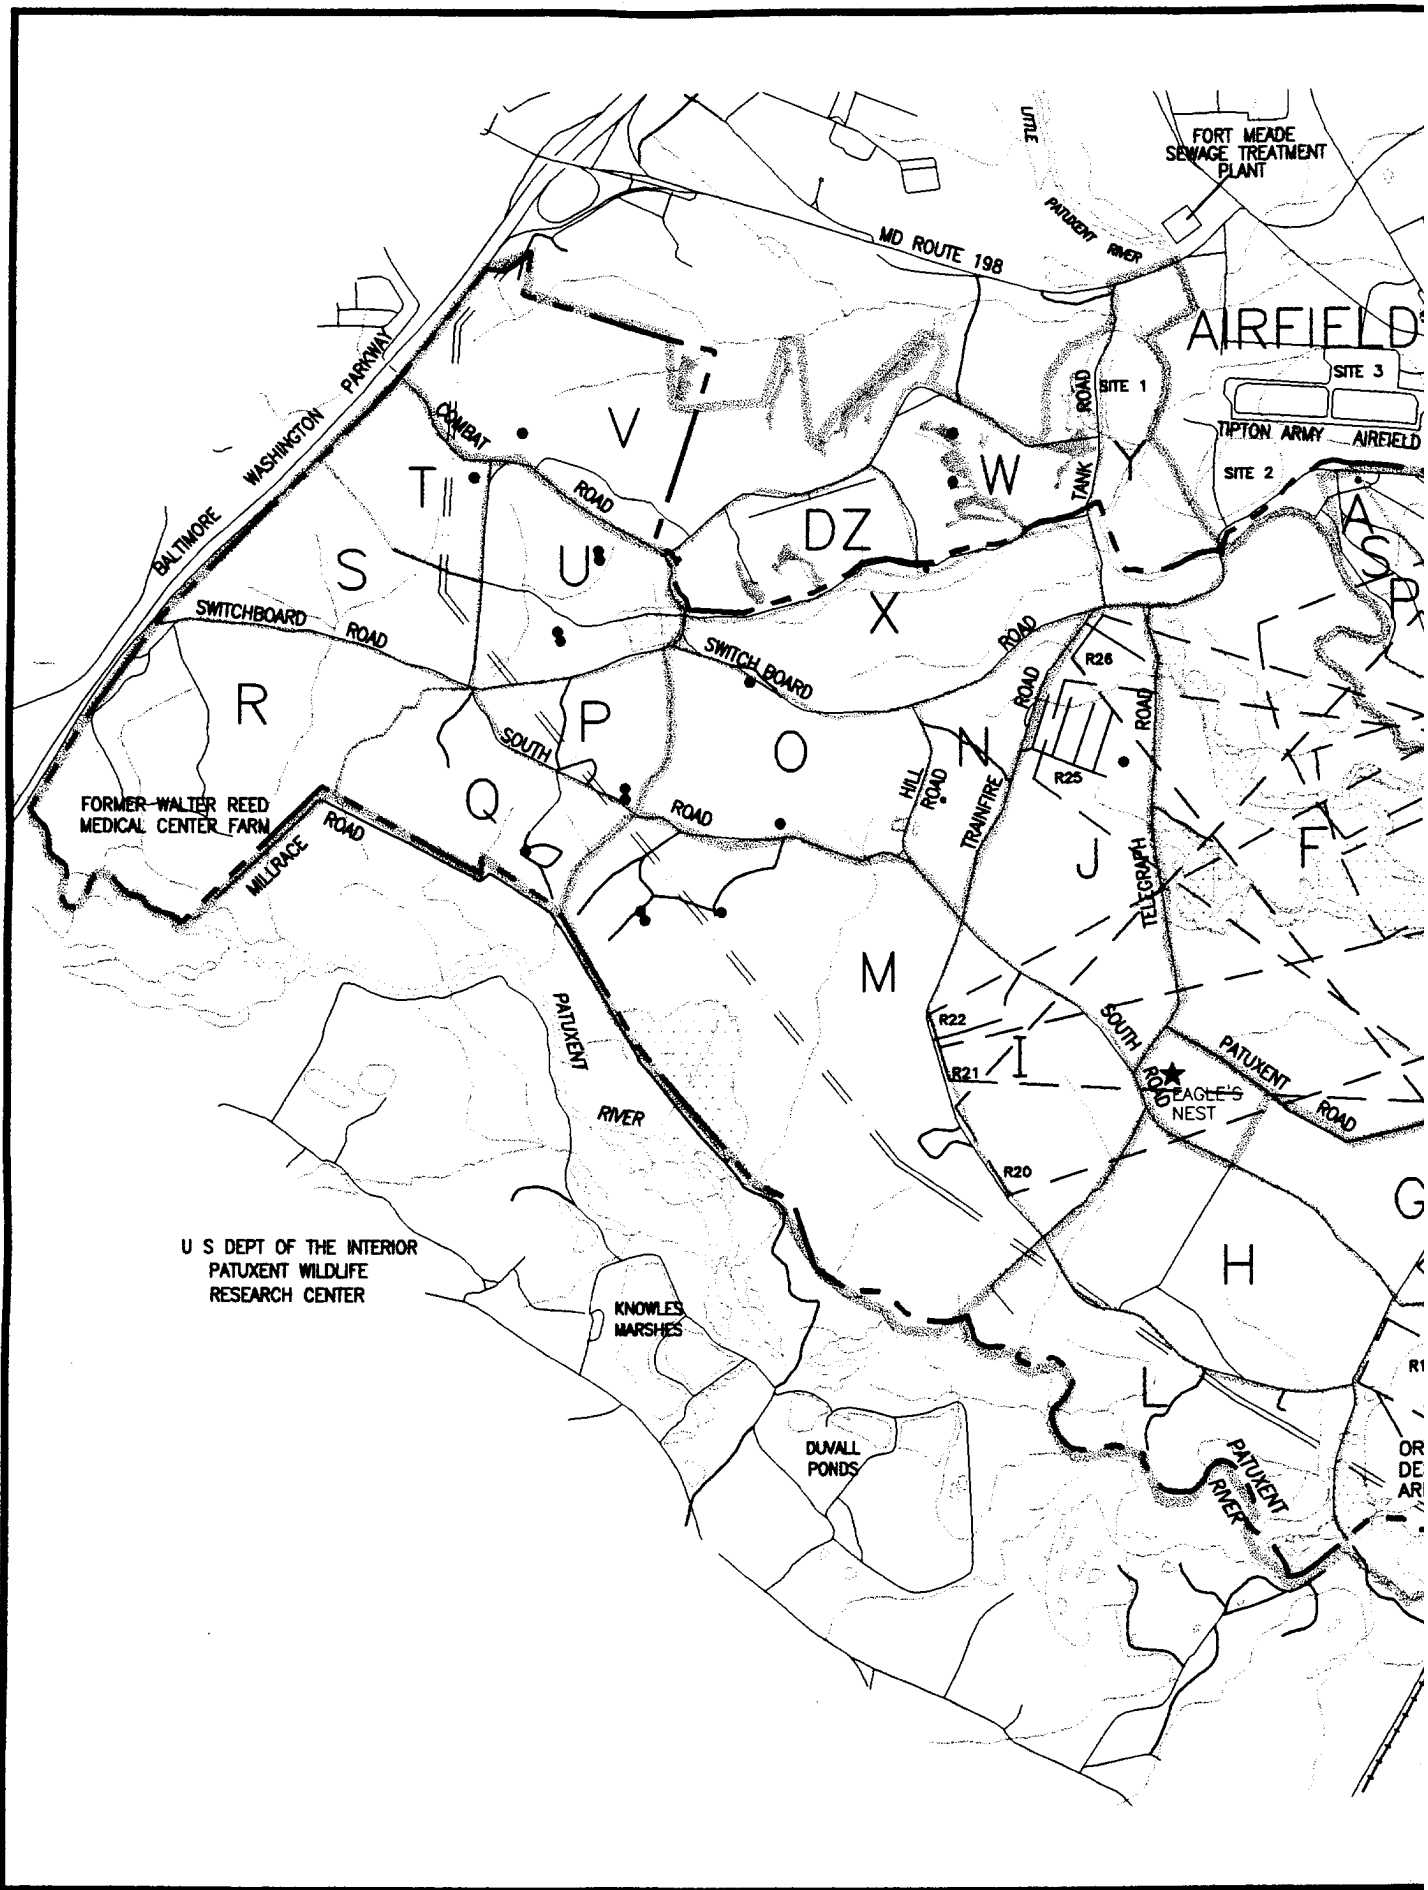 LITTLE
PATUXENT RIVER
FORT MEADE
SEWAGE TREATMENT
PLANT
MD ROUTE 198
AIRFIELD
SITE 3
SITE 1
TIPTON ARMY AIRFIELD
SITE 2
TANK ROAD
BALTIMORE WASHINGTON PARKWAY
COMBAT ROAD
V
T
W
Y
DZ
A
S
P
S
U
X
SWITCHBOARD ROAD
SWITCH BOARD
ROAD
R26
R
P
O
N
SOUTH ROAD
HILL
ROAD
TRAINFIRE
ROAD
R25
TELEGRAPH
ROAD
Q
J
F
FORMER WALTER REED
MEDICAL CENTER FARM
MILLRACE
ROAD
M
PATUXENT
RIVER
R22
R21
I
SOUTH
ROAD
EAGLE'S
NEST
PATUXENT
ROAD
R20
G
H
U S DEPT OF THE INTERIOR
PATUXENT WILDLIFE
RESEARCH CENTER
KNOWLES
MARSHES
L
R1
DUVALL
PONDS
PATUXENT
RIVER
OR
DE
AR